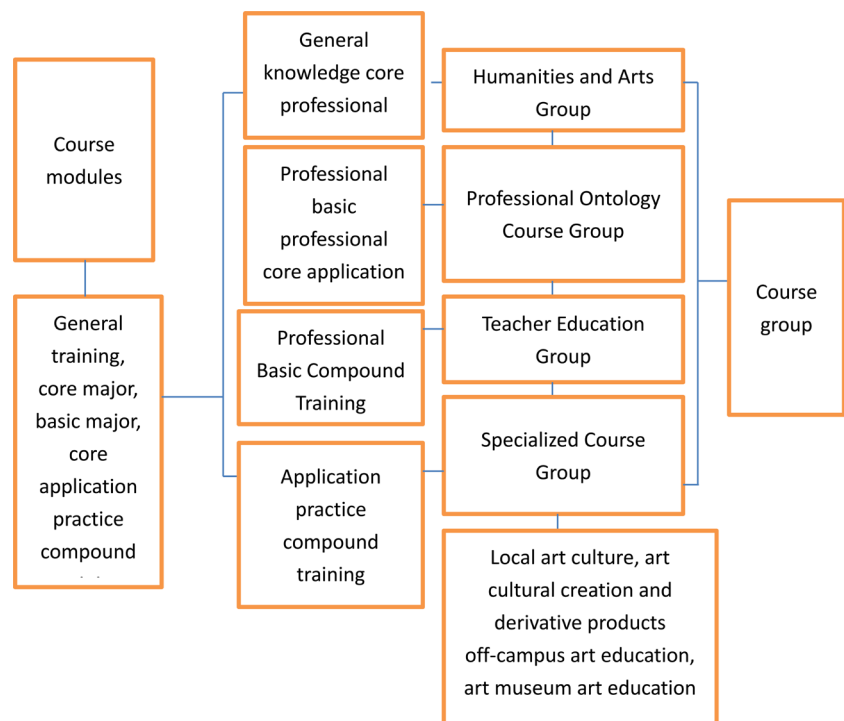 Course
modules
General
training,
core major,
basic major,
core
application
practice
compound
General
knowledge core
professional
Professional
basic
professional
core application
Professional
Basic Compound
Training
Application
practice
compound
training
Humanities and Arts
Group
Professional Ontology
Course Group
Teacher Education
Group
Specialized Course
Group
Local art culture, art
cultural creation and
derivative products
off-campus art education,
art museum art education
Course
group